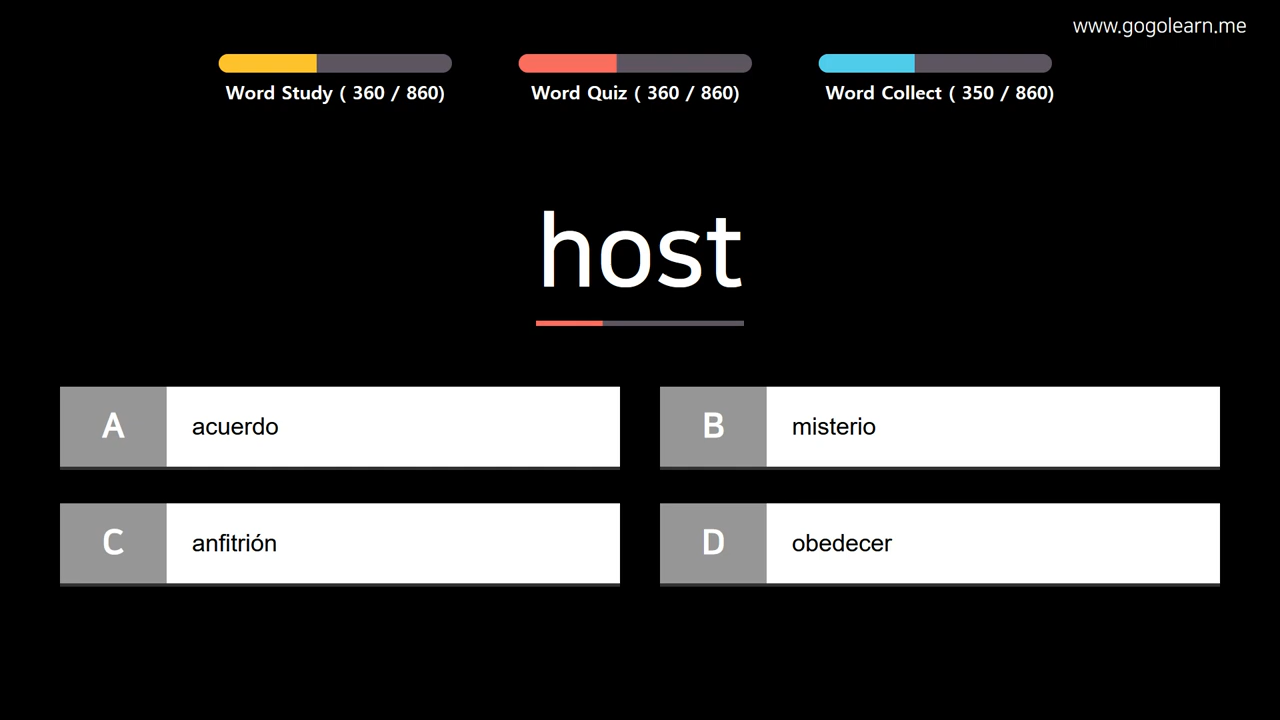 www.gogolearn.me
Word Study ( 360 / 860)
Word Quiz ( 360 / 860)
Word Collect ( 350 / 860)
host
A
acuerdo
B
misterio
C
anfitrión
D
obedecer